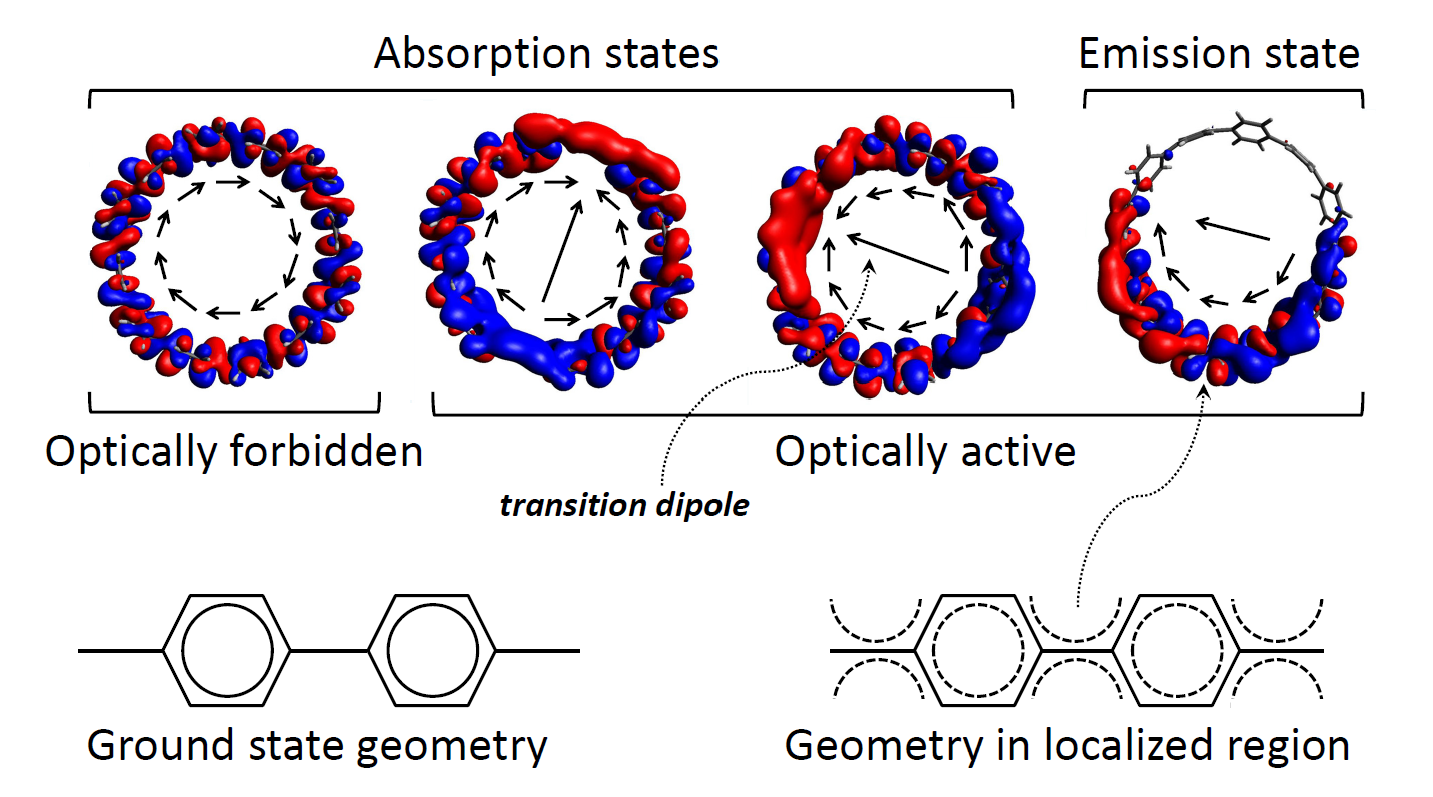 Absorption states
Emission state
Optically forbidden
Optically active
transition dipole
Ground state geometry
Geometry in localized region